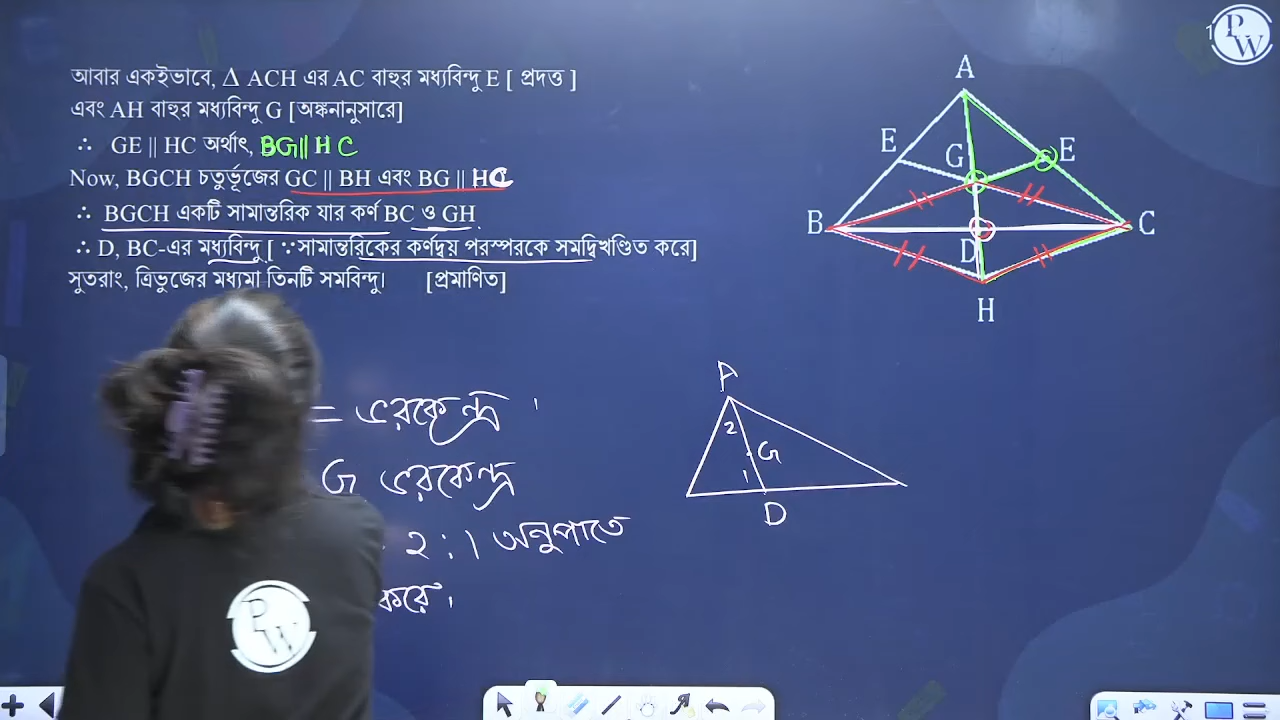 আবার একইভাবে, Δ ACH এর AC বাহুর মধ্যবিন্দু E [ প্রদত্ত ]
এবং AH বাহুর মধ্যবিন্দু G [অঙ্কনানুসারে]
∴ GE || HC অর্থাৎ, BG || HC
Now, BGCH চতুর্ভূজের GC || BH এবং BG || HC
∴ BGCH একটি সামান্তরিক যার কর্ণ BC ও GH
∴ D, BC-এর মধ্যবিন্দু [ ∵সামান্তরিকের কর্ণদ্বয় পরস্পরকে সমদ্বিখণ্ডিত করে]
সুতরাং, ত্রিভুজের মধ্যমা তিনটি সমবিন্দু। [প্রমাণিত]
= ভরকেন্দ্র
G ভরকেন্দ্র
2 : 1 অনুপাতে
করে।
A
E
G
E
B
C
D
H
A
2
G
1
D
P
W
P
W